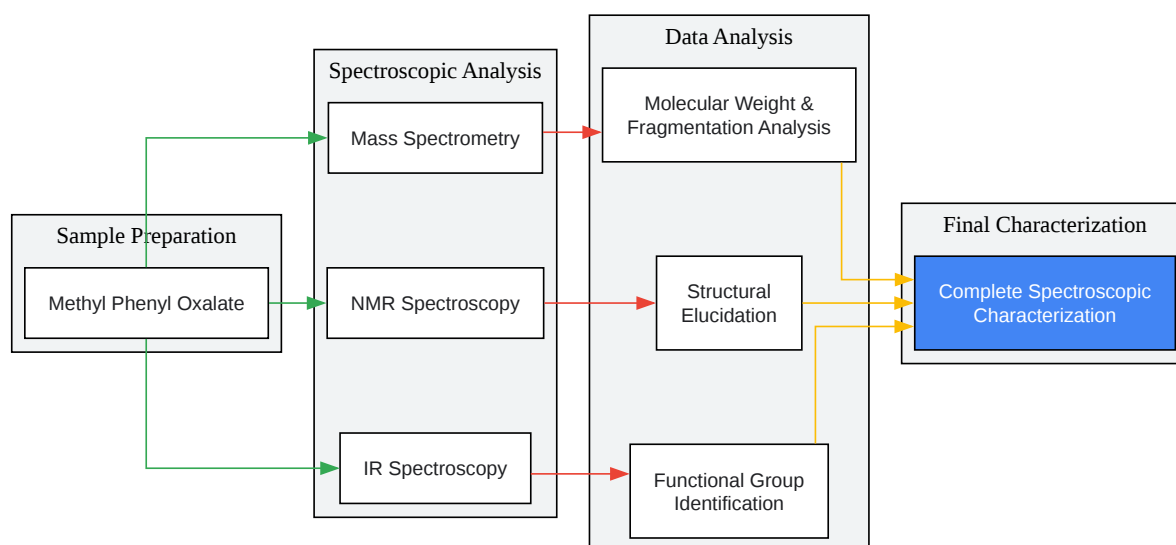 Sample Preparation
Methyl Phenyl Oxalate
Spectroscopic Analysis
Mass Spectrometry
NMR Spectroscopy
IR Spectroscopy
Data Analysis
Molecular Weight &
Fragmentation Analysis
Structural
Elucidation
Functional Group
Identification
Final Characterization
Complete Spectroscopic
Characterization